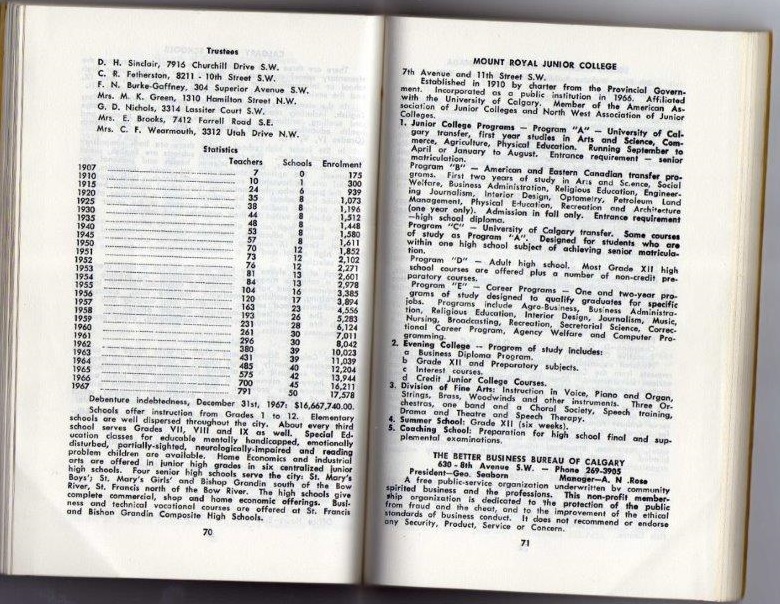 Trustees
D. H. Sinclair, 7916 Churchill Drive S.W.
C. R. Fetherston, 8211 - 10th Street S.W.
F. N. Burke-Gaffney, 304 Superior Avenue S.W.
Mrs. M. K. Green, 1310 Hamilton Street N.W.
G. D. Nichols, 3314 Lassiter Court S.W.
Mrs. E. Brooks, 7412 Farrell Road S.E.
Mrs. C. F. Wearmouth, 3312 Utah Drive N.W.
Statistics
Teachers Schools Enrolment
1907 7 0 175
1910 10 1 300
1915 24 6 939
1920 35 8 1,073
1925 38 8 1,196
1930 44 8 1,512
1935 48 8 1,448
1940 53 8 1,580
1945 57 8 1,611
1950 70 12 1,852
1951 73 12 2,102
1952 76 12 2,271
1953 81 13 2,601
1954 84 13 2,978
1955 104 16 3,385
1956 120 17 3,894
1957 163 23 4,556
1958 193 26 5,283
1959 231 28 6,124
1960 261 30 7,011
1961 296 30 8,042
1962 380 39 10,023
1963 431 39 11,039
1964 485 40 12,204
1965 575 42 13,944
1966 700 45 16,211
1967 791 50 17,578
Debenture indebtedness, December 31st, 1967: $16,667,740.00.
Schools offer instruction from Grades 1 to 12. Elementary
schools are well dispersed throughout the city. About every third
school serves Grades VII, VIII and IX as well. Special Ed-
ucation classes for educable mentally handicapped, emotionally
disturbed, partially-sighted, neurologically-impaired and reading
problem children are available. Home Economics and industrial
arts are offered in junior high grades in six centralized junior
high schools. Four senior high schools serve the city: St. Mary's
Boys'; St. Mary's Girls' and Bishop Grandin south of the Bow
River, St. Francis north of the Bow River. The high schools give
complete commercial, shop and home economic offerings. Busi-
ness and technical vocational courses are offered at St. Francis
and Bishop Grandin Composite High Schools.
70
MOUNT ROYAL JUNIOR COLLEGE
7th Avenue and 11th Street S.W.
Established in 1910 by charter from the Provincial Govern-
ment. Incorporated as a public institution in 1966. Affiliated
with the University of Calgary. Member of the American As-
sociation of Junior Colleges and North West Association of Junior
Colleges.
1. Junior College Programs — Program "A" — University of Cal-
gary transfer, first year studies in Arts and Science, Com-
merce, Agriculture, Physical Education. Running September to
April or January to August. Entrance requirement — senior
matriculation.
Program "B" — American and Eastern Canadian transfer pro-
grams. First two years of study in Arts and Science, Social
Welfare, Business Administration, Religious Education, Engineer-
ing, Journalism, Interior Design, Optometry, Petroleum Land
Management, Physical Education, Recreation and Architecture
(one year only). Admission in fall only. Entrance requirement
—high school diploma.
Program "C" — University of Calgary transfer. Same courses
of study as Program "A". Designed for students who are
within one high school subject of achieving senior matricula-
tion.
Program "D" — Adult high school. Most Grade XII high
school courses are offered plus a number of non-credit pre-
paratory courses.
Program "E" — Career Programs — One and two-year pro-
grams of study designed to qualify graduates for specific
jobs. Programs include Agro-Business, Business Administra-
tion, Religious Education, Interior Design, Journalism, Music,
Nursing, Broadcasting, Recreation, Secretarial Science, Correc-
tional Career Program, Agency Welfare and Computer Pro-
gramming.
2. Evening College — Program of study includes:
a Business Diploma Program.
b Grade XII and Preparatory subjects.
c Interest courses.
d Credit Junior College Courses.
3. Division of Fine Arts: Instruction in Voice, Piano and Organ,
Strings, Brass, Woodwinds and other instruments. Three Or-
chestras, one band and a Choral Society, Speech training,
Drama and Theatre and Speech Therapy.
4. Summer School: Grade XII (six weeks).
5. Coaching School: Preparation for high school final and sup-
plemental examinations.
THE BETTER BUSINESS BUREAU OF CALGARY
630 - 8th Avenue S.W. — Phone 269-3905
President—Geo. Seaborn Manager—A. N .Rose
A free public-service organization underwritten by community
spirited business and the professions. This non-profit member-
ship organization is dedicated to the protection of the public
from fraud and the cheat, and to the improvement of the ethical
standards of business conduct. It does not recommend or endorse
any Security, Product, Service or Concern.
71